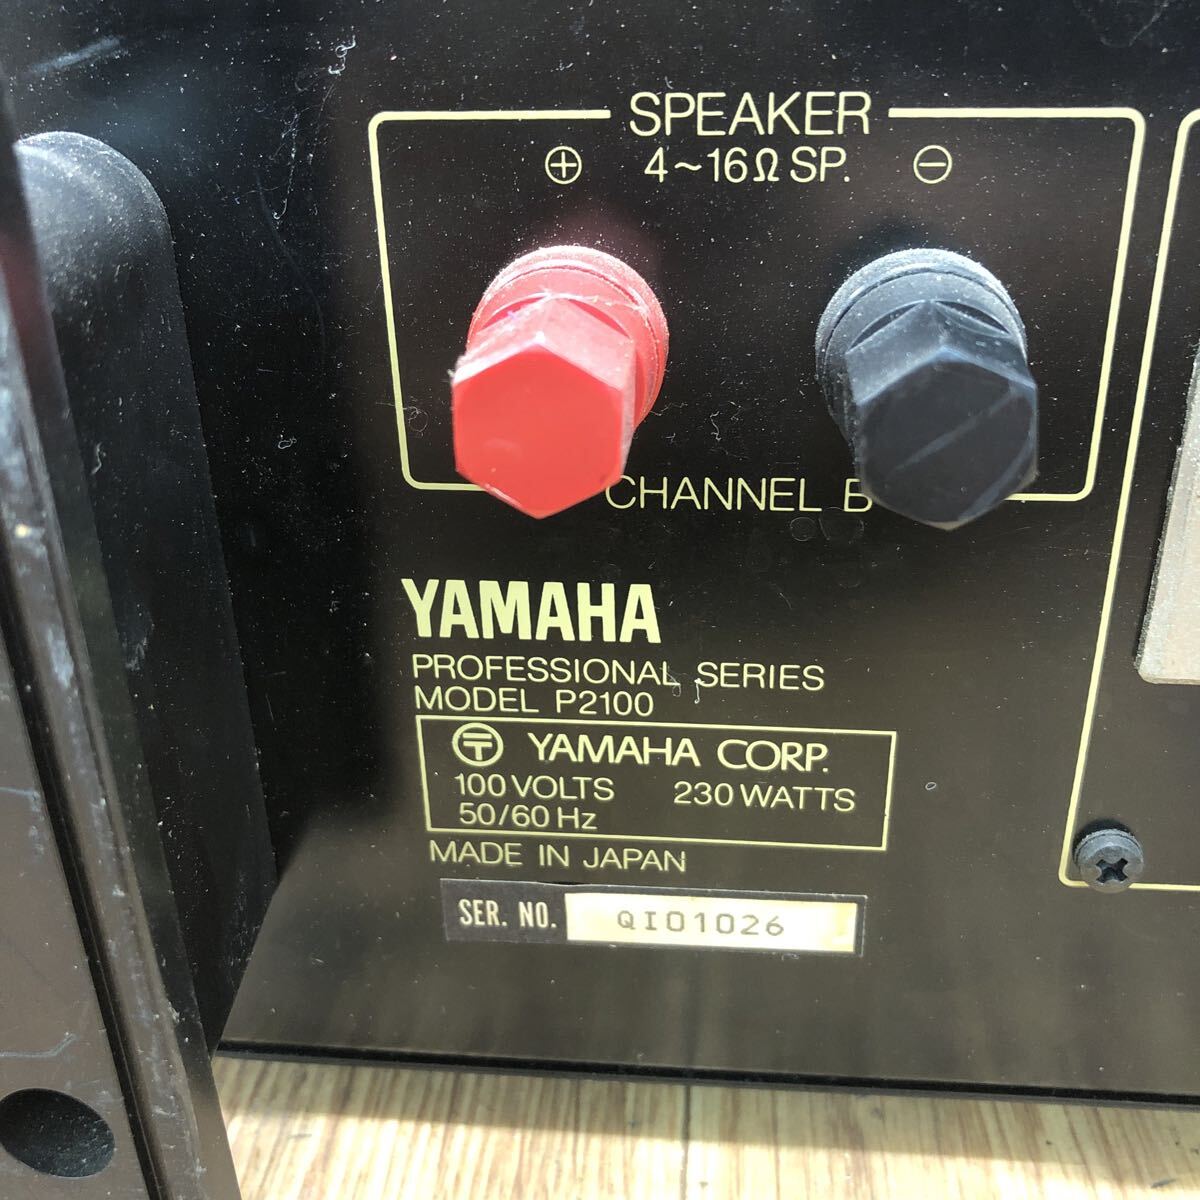 SPEAKER
⊕ 4~16Ω SP. ⊖
CHANNEL B
YAMAHA
PROFESSIONAL SERIES
MODEL P2100
YAMAHA CORP.
100 VOLTS 230 WATTS
50/60 Hz
MADE IN JAPAN
SER. NO. QI01026